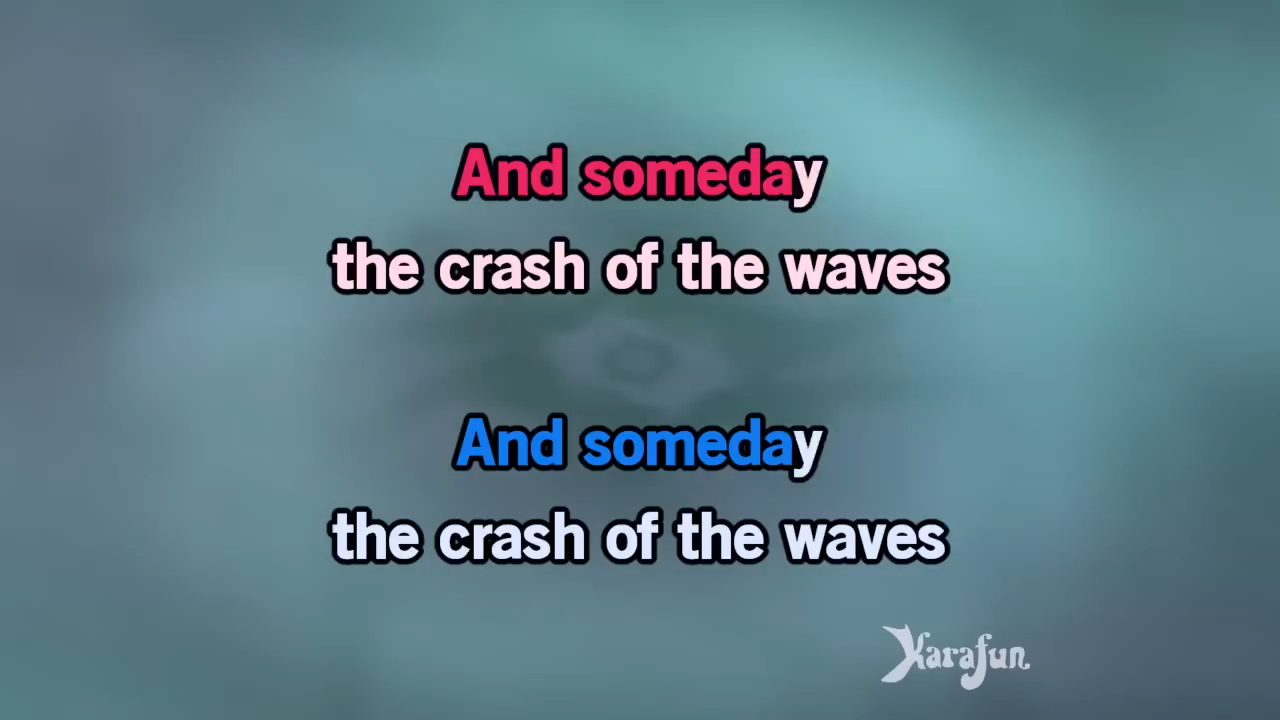 And someday
the crash of the waves
And someday
the crash of the waves
Karafun